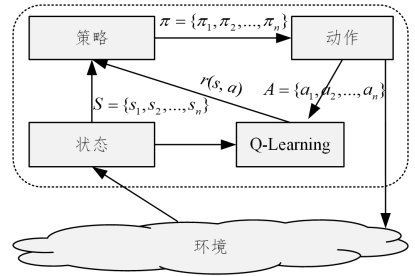 策略
π = {π₁, π₂, ..., πₙ}
动作
r(s, a)
A = {a₁, a₂, ..., aₙ}
S = {s₁, s₂, ..., sₙ}
状态
Q-Learning
环境